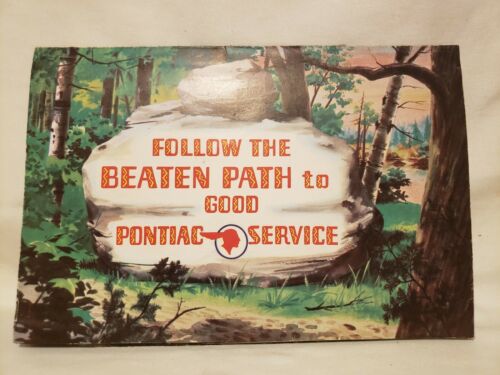 FOLLOW THE
BEATEN PATH to
GOOD
PONTIAC SERVICE